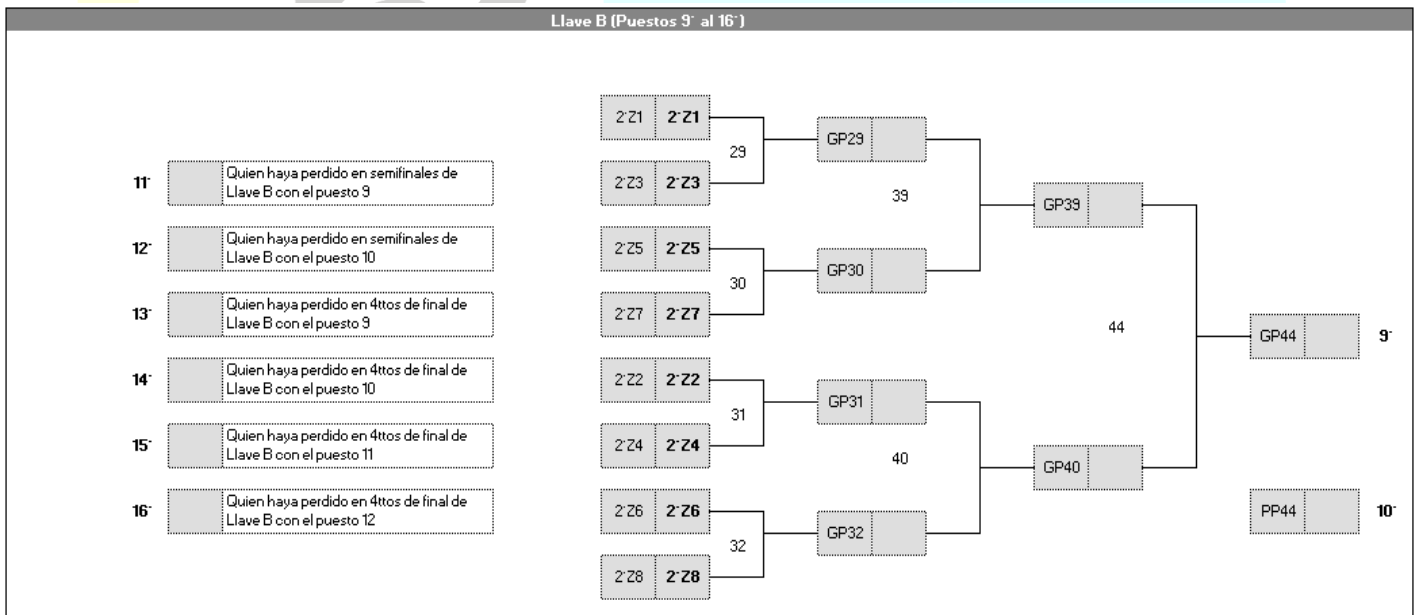 Llave B (Puestos 9° al 16°)
2°Z1 2°Z1
29
2°Z3 2°Z3
GP29
39
2°Z5 2°Z5
30
2°Z7 2°Z7
GP30
GP39
44
2°Z2 2°Z2
31
2°Z4 2°Z4
GP31
40
2°Z6 2°Z6
32
2°Z8 2°Z8
GP32
GP40
GP44 9°
PP44 10°
11° Quien haya perdido en semifinales de
Llave B con el puesto 9
12° Quien haya perdido en semifinales de
Llave B con el puesto 10
13° Quien haya perdido en 4ttos de final de
Llave B con el puesto 9
14° Quien haya perdido en 4ttos de final de
Llave B con el puesto 10
15° Quien haya perdido en 4ttos de final de
Llave B con el puesto 11
16° Quien haya perdido en 4ttos de final de
Llave B con el puesto 12